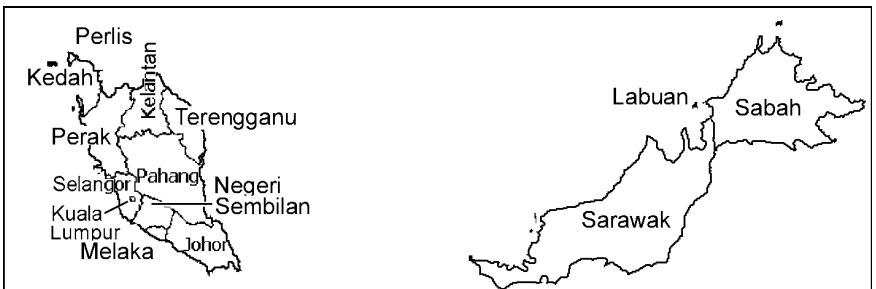 Perlis
Kedah
Kelantan
Terengganu
Perak
Pahang
Selangor
Negeri
Sembilan
Kuala
Lumpur
Melaka
Johor
Labuan
Sabah
Sarawak